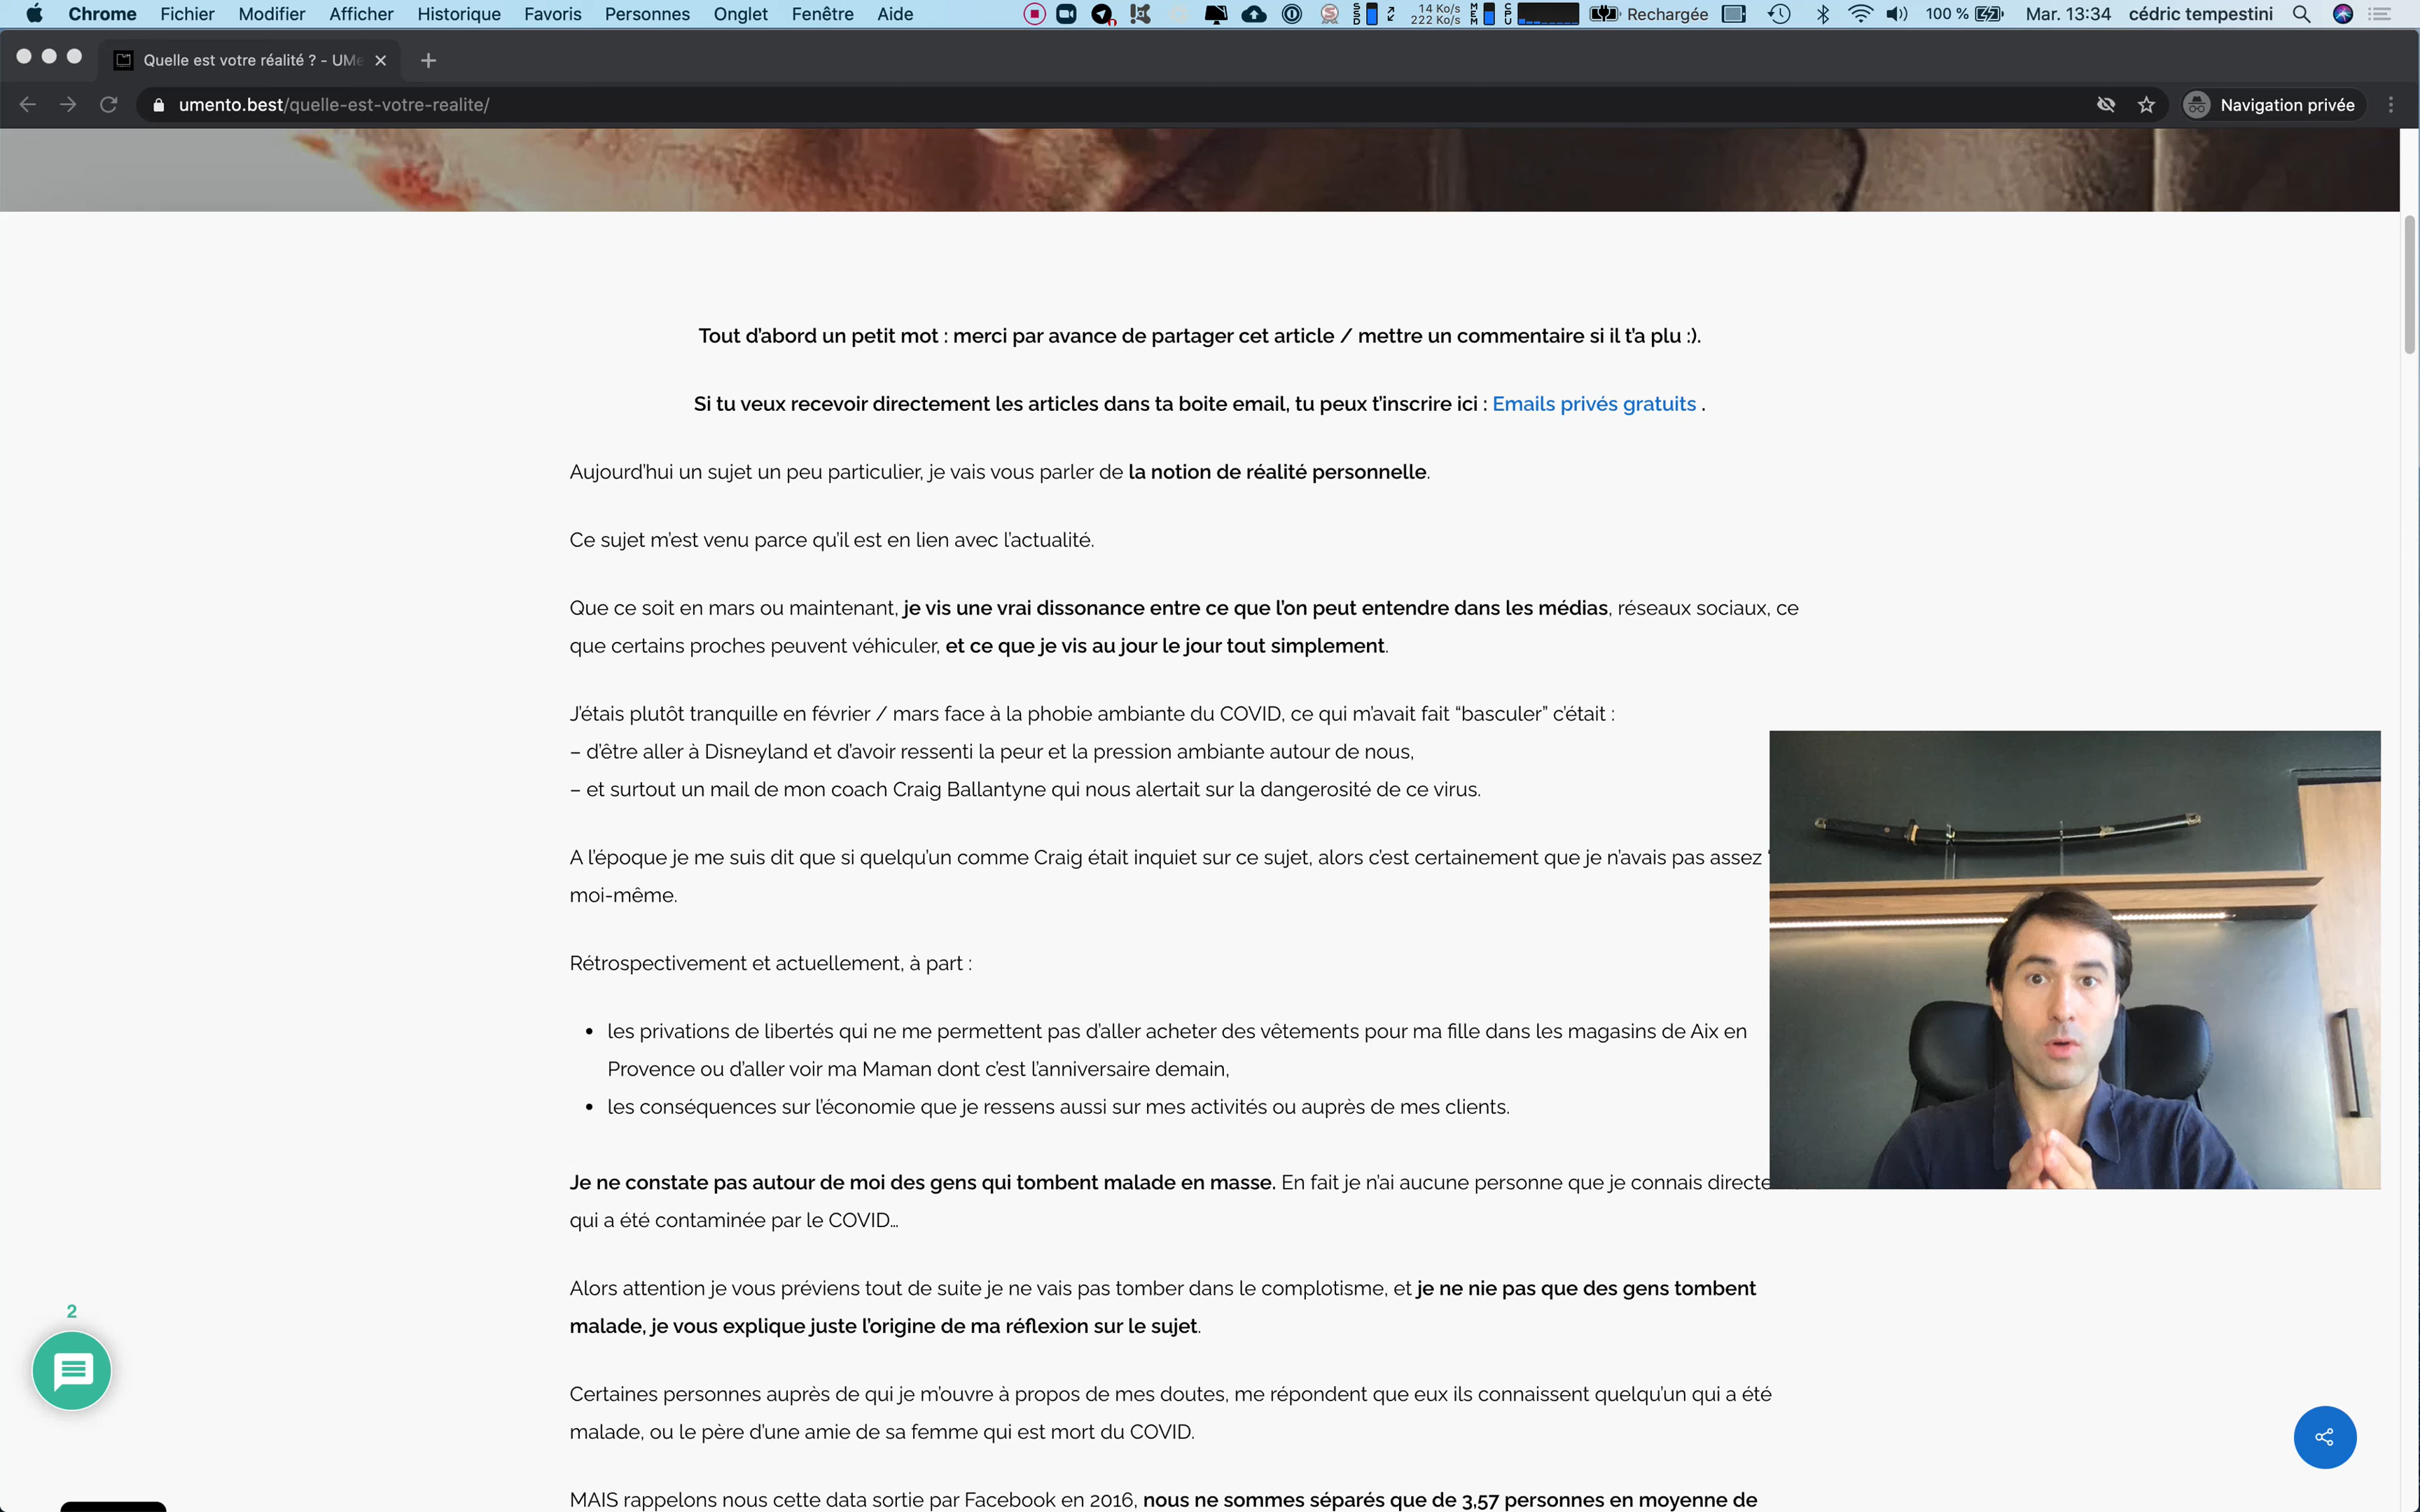 Chrome Fichier Modifier Afficher Historique Favoris Personnes Onglet Fenêtre Aide 14 Ko/s 222 Ko/s Rechargée 100 % Mar. 13:34 cédric tempestini
Quelle est votre réalité ? - UMe
umento.best/quelle-est-votre-realite/ Navigation privée
Tout d'abord un petit mot : merci par avance de partager cet article / mettre un commentaire si il t'a plu :).
Si tu veux recevoir directement les articles dans ta boite email, tu peux t'inscrire ici : Emails privés gratuits .
Aujourd'hui un sujet un peu particulier, je vais vous parler de la notion de réalité personnelle.
Ce sujet m'est venu parce qu'il est en lien avec l'actualité.
Que ce soit en mars ou maintenant, je vis une vrai dissonance entre ce que l'on peut entendre dans les médias, réseaux sociaux, ce
que certains proches peuvent véhiculer, et ce que je vis au jour le jour tout simplement.
J'étais plutôt tranquille en février / mars face à la phobie ambiante du COVID, ce qui m'avait fait “basculer” c'était :
– d'être aller à Disneyland et d'avoir ressenti la peur et la pression ambiante autour de nous,
– et surtout un mail de mon coach Craig Ballantyne qui nous alertait sur la dangerosité de ce virus.
A l'époque je me suis dit que si quelqu'un comme Craig était inquiet sur ce sujet, alors c'est certainement que je n'avais pas assez
moi-même.
Rétrospectivement et actuellement, à part :
• les privations de libertés qui ne me permettent pas d'aller acheter des vêtements pour ma fille dans les magasins de Aix en
Provence ou d'aller voir ma Maman dont c'est l'anniversaire demain,
• les conséquences sur l'économie que je ressens aussi sur mes activités ou auprès de mes clients.
Je ne constate pas autour de moi des gens qui tombent malade en masse. En fait je n'ai aucune personne que je connais directe
qui a été contaminée par le COVID…
Alors attention je vous préviens tout de suite je ne vais pas tomber dans le complotisme, et je ne nie pas que des gens tombent
malade, je vous explique juste l'origine de ma réflexion sur le sujet.
2
Certaines personnes auprès de qui je m'ouvre à propos de mes doutes, me répondent que eux ils connaissent quelqu'un qui a été
malade, ou le père d'une amie de sa femme qui est mort du COVID.
MAIS rappelons nous cette data sortie par Facebook en 2016, nous ne sommes séparés que de 3,57 personnes en moyenne de